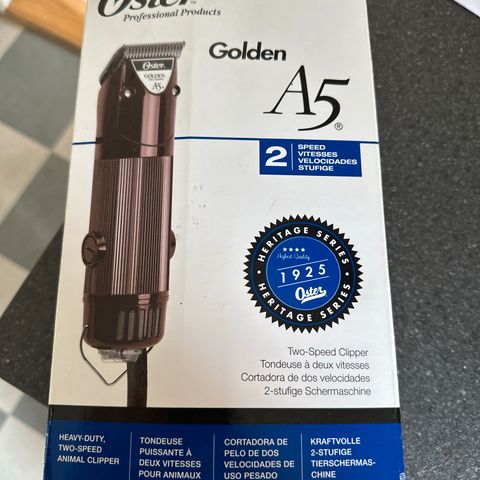 Oster™
Professional Products
Golden
A5®
2 SPEED
VITESSES
VELOCIDADES
STUFIGE
Oster
GOLDEN
A5
HERITAGE SERIES
★★★★
Highest Quality
1925
Oster
HERITAGE SERIES
Two-Speed Clipper
Tondeuse à deux vitesses
Cortadora de dos velocidades
2-stufige Schermaschine
HEAVY-DUTY,
TWO-SPEED
ANIMAL CLIPPER
TONDEUSE
PUISSANTE À
DEUX VITESSES
POUR ANIMAUX
CORTADORA DE
PELO DE DOS
VELOCIDADES DE
USO PESADO
KRAFTVOLLE
2-STUFIGE
TIERSCHERMAS-
CHINE